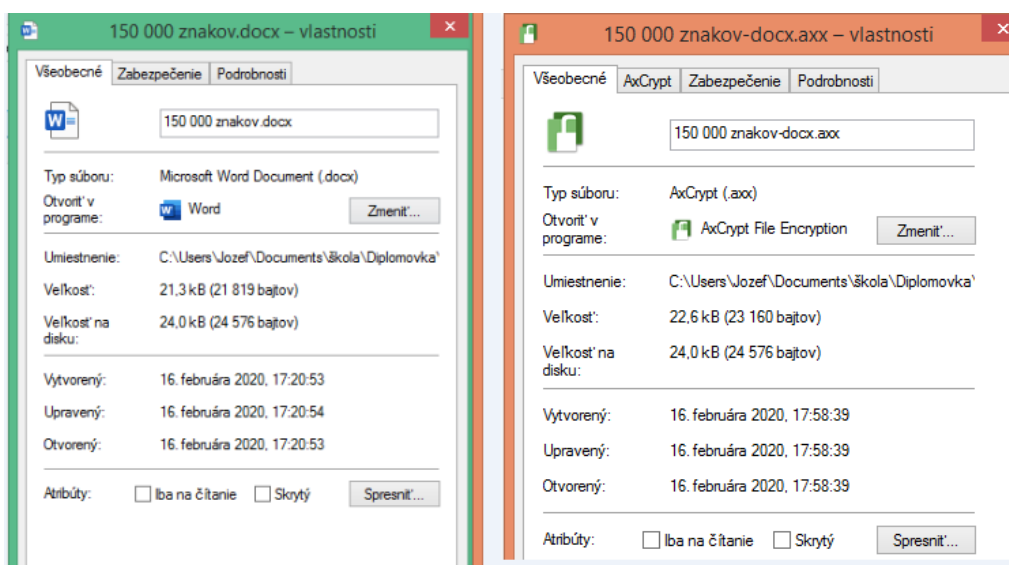 150 000 znakov.docx – vlastnosti
Všeobecné Zabezpečenie Podrobnosti
150 000 znakov.docx
Typ súboru: Microsoft Word Document (.docx)
Otvoriť v programe: Word Zmeniť...
Umiestnenie: C:\Users\Jozef\Documents\škola\Diplomovka\
Veľkosť: 21,3 kB (21 819 bajtov)
Veľkosť na disku: 24,0 kB (24 576 bajtov)
Vytvorený: 16. februára 2020, 17:20:53
Upravený: 16. februára 2020, 17:20:54
Otvorený: 16. februára 2020, 17:20:53
Atribúty: Iba na čítanie Skrytý Spresniť...
150 000 znakov-docx.axx – vlastnosti
Všeobecné AxCrypt Zabezpečenie Podrobnosti
150 000 znakov-docx.axx
Typ súboru: AxCrypt (.axx)
Otvoriť v programe: AxCrypt File Encryption Zmeniť...
Umiestnenie: C:\Users\Jozef\Documents\škola\Diplomovka\
Veľkosť: 22,6 kB (23 160 bajtov)
Veľkosť na disku: 24,0 kB (24 576 bajtov)
Vytvorený: 16. februára 2020, 17:58:39
Upravený: 16. februára 2020, 17:58:39
Otvorený: 16. februára 2020, 17:58:39
Atribúty: Iba na čítanie Skrytý Spresniť...